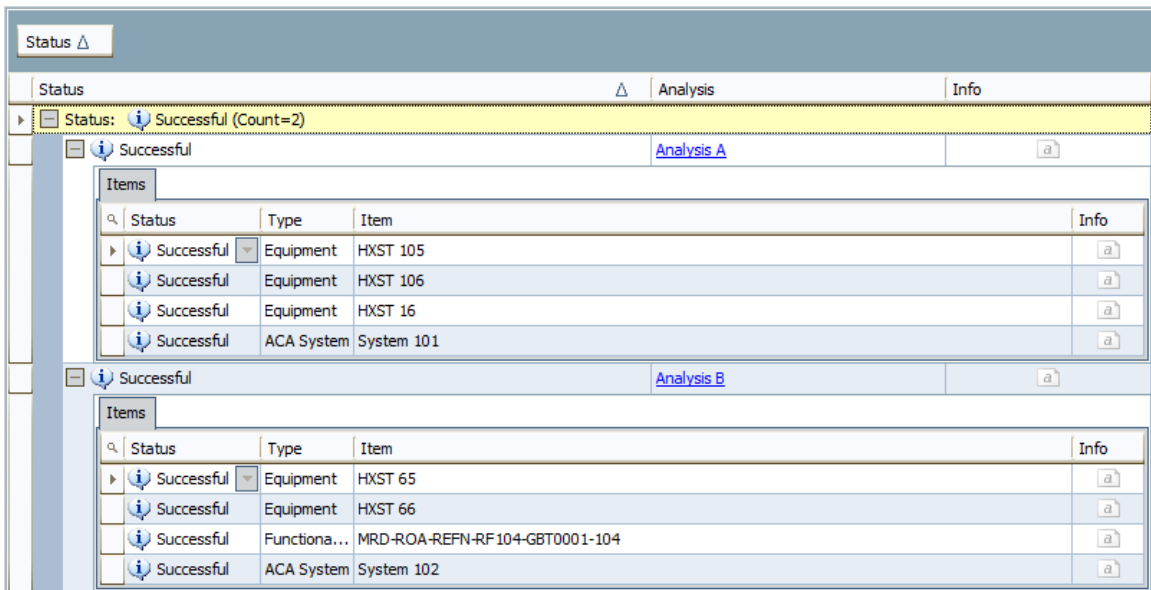 Status
Status Analysis Info
Status: Successful (Count=2)
Successful Analysis A
Items
Status Type Item Info
Successful Equipment HXST 105
Successful Equipment HXST 106
Successful Equipment HXST 16
Successful ACA System System 101
Successful Analysis B
Items
Status Type Item Info
Successful Equipment HXST 65
Successful Equipment HXST 66
Successful Functiona... MRD-ROA-REFN-RF104-GBT0001-104
Successful ACA System System 102